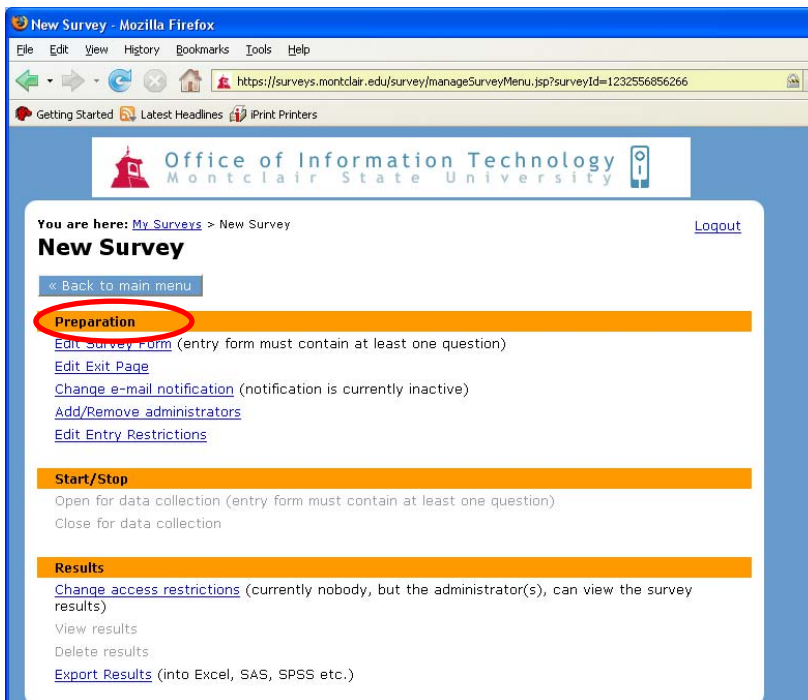 New Survey - Mozilla Firefox
File Edit View History Bookmarks Tools Help
https://surveys.montclair.edu/survey/manageSurveyMenu.jsp?surveyId=1232556856266
Getting Started Latest Headlines iPrint Printers
Office of Information Technology
Montclair State University
You are here: My Surveys > New Survey
Logout
New Survey
« Back to main menu
Preparation
Edit Survey Form (entry form must contain at least one question)
Edit Exit Page
Change e-mail notification (notification is currently inactive)
Add/Remove administrators
Edit Entry Restrictions
Start/Stop
Open for data collection (entry form must contain at least one question)
Close for data collection
Results
Change access restrictions (currently nobody, but the administrator(s), can view the survey
results)
View results
Delete results
Export Results (into Excel, SAS, SPSS etc.)